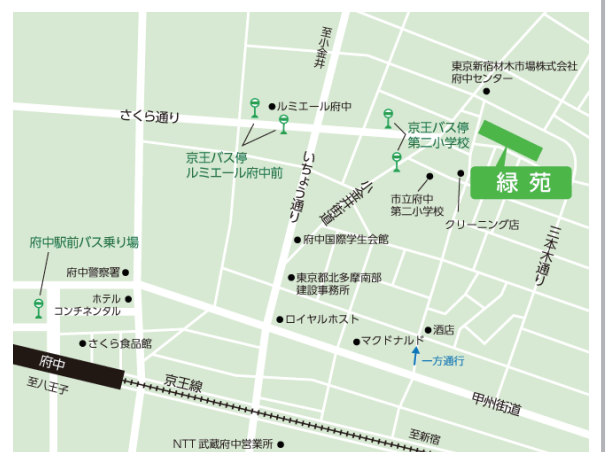 至小金井
東京新宿材木市場株式会社
府中センター
ルミエール府中
さくら通り
京王バス停
ルミエール府中前
京王バス停
第二小学校
いちょう通り
小金井街道
緑苑
市立府中
第二小学校
クリーニング店
三本木通り
府中駅前バス乗り場
府中国際学生会館
府中警察署
東京都北多摩南部
建設事務所
ホテル
コンチネンタル
ロイヤルホスト
酒店
マクドナルド
さくら食品館
一方通行
府中
至八王子
京王線
甲州街道
至新宿
NTT 武蔵府中営業所